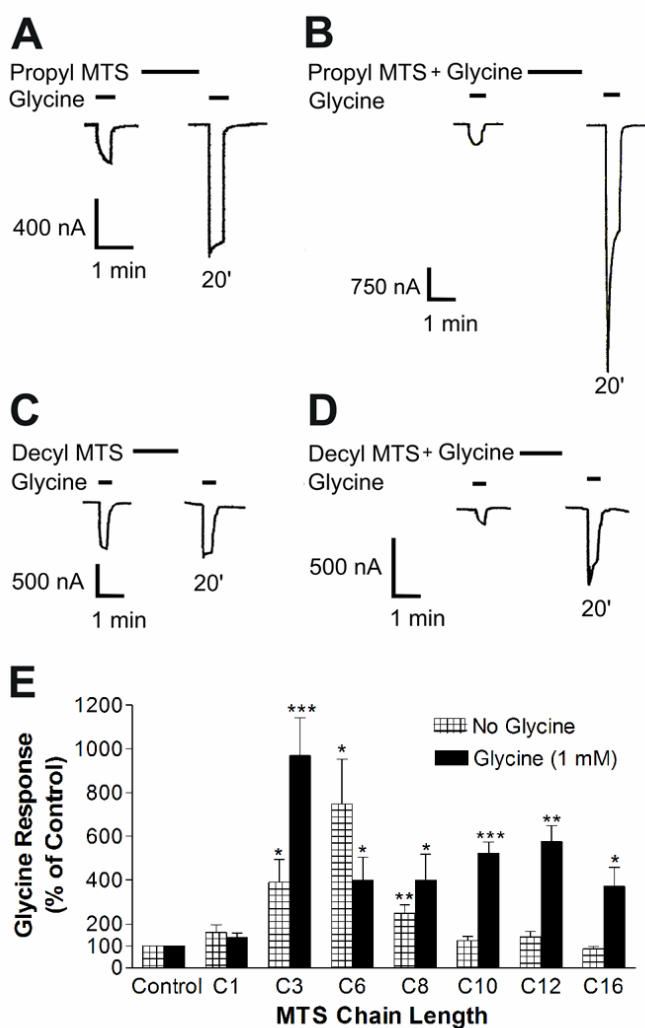 A
Propyl MTS
Glycine
400 nA
1 min
20'
B
Propyl MTS + Glycine
Glycine
750 nA
1 min
20'
C
Decyl MTS
Glycine
500 nA
1 min
20'
D
Decyl MTS + Glycine
Glycine
500 nA
1 min
20'
E
Glycine Response
(% of Control)
1200
1000
800
600
400
200
100
0
No Glycine
Glycine (1 mM)
* *** * * ** * *** ** *
Control C1 C3 C6 C8 C10 C12 C16
MTS Chain Length